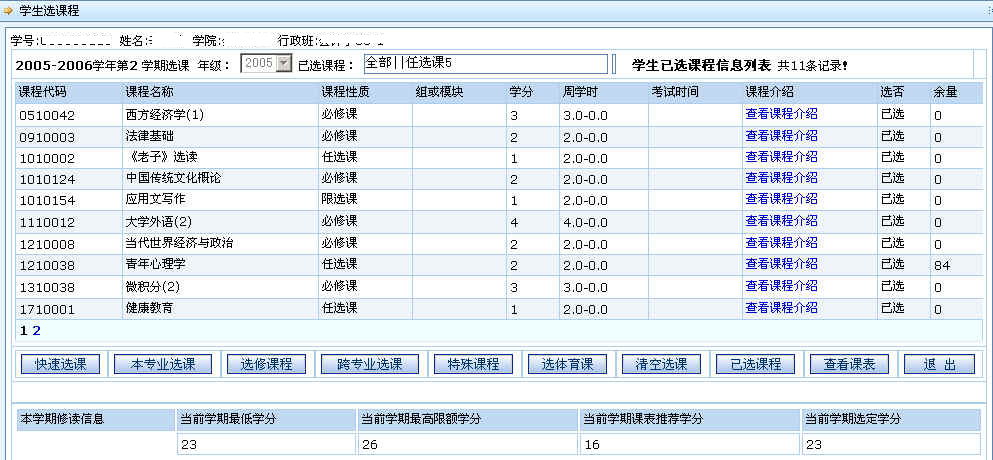 学生选课程
学号: 姓名: 学院: 行政班:
2005-2006学年第2 学期选课 年级： 2005 已选课程： 全部||任选课5 学生已选课程信息列表 共11条记录!
课程代码 课程名称 课程性质 组或模块 学分 周学时 考试时间 课程介绍 选否 余量
0510042 西方经济学(1) 必修课 3 3.0-0.0 查看课程介绍 已选 0
0910003 法律基础 必修课 2 2.0-0.0 查看课程介绍 已选 0
1010002 《老子》选读 任选课 1 2.0-0.0 查看课程介绍 已选 0
1010124 中国传统文化概论 必修课 2 2.0-0.0 查看课程介绍 已选 0
1010154 应用文写作 限选课 1 2.0-0.0 查看课程介绍 已选 0
1110012 大学外语(2) 必修课 4 4.0-0.0 查看课程介绍 已选 0
1210008 当代世界经济与政治 必修课 2 2.0-0.0 查看课程介绍 已选 0
1210038 青年心理学 任选课 2 2.0-0.0 查看课程介绍 已选 84
1310038 微积分(2) 必修课 3 3.0-0.0 查看课程介绍 已选 0
1710001 健康教育 任选课 1 2.0-0.0 查看课程介绍 已选 0
1 2
快速选课 本专业选课 选修课程 跨专业选课 特殊课程 选体育课 清空选课 已选课程 查看课表 退 出
本学期修读信息 当前学期最低学分 当前学期最高限额学分 当前学期课表推荐学分 当前学期选定学分
23 26 16 23